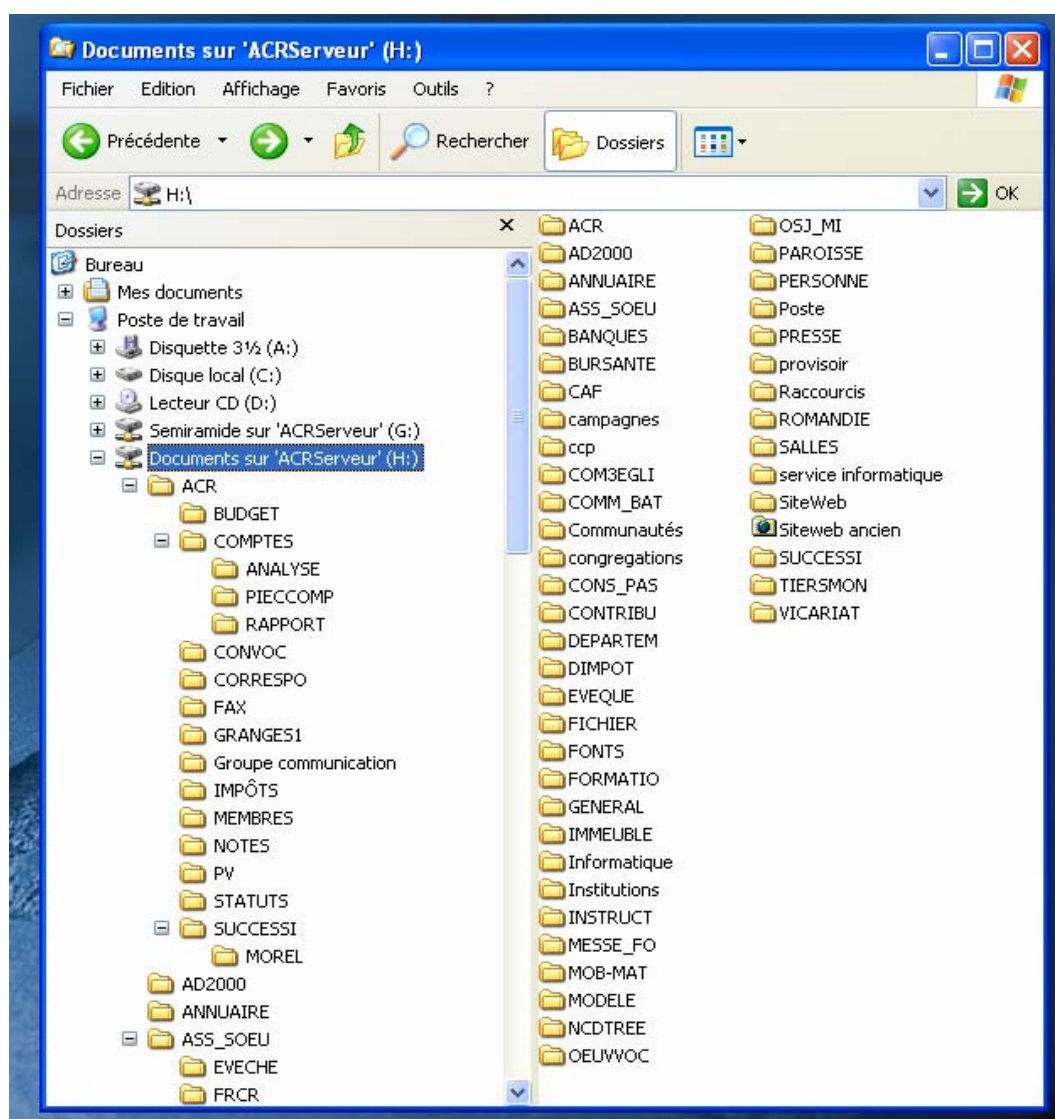 Documents sur 'ACRServeur' (H:)
Fichier Edition Affichage Favoris Outils ?
Précédente Rechercher Dossiers
Adresse H:\ OK
Dossiers
Bureau
Mes documents
Poste de travail
Disquette 3½ (A:)
Disque local (C:)
Lecteur CD (D:)
Semiramide sur 'ACRServeur' (G:)
Documents sur 'ACRServeur' (H:)
ACR
BUDGET
COMPTES
ANALYSE
PIECCOMP
RAPPORT
CONVOC
CORRESPO
FAX
GRANGES1
Groupe communication
IMPÔTS
MEMBRES
NOTES
PV
STATUTS
SUCCESSI
MOREL
AD2000
ANNUAIRE
ASS_SOEU
EVECHE
FRCR
ACR
AD2000
ANNUAIRE
ASS_SOEU
BANQUES
BURSANTE
CAF
campagnes
ccp
COM3EGLI
COMM_BAT
Communautés
congregations
CONS_PAS
CONTRIBU
DEPARTEM
DIMPOT
EVEQUE
FICHIER
FONTS
FORMATIO
GENERAL
IMMEUBLE
Informatique
Institutions
INSTRUCT
MESSE_FO
MOB-MAT
MODELE
NCDTREE
OEUVVOC
OSJ_MI
PAROISSE
PERSONNE
Poste
PRESSE
provisoir
Raccourcis
ROMANDIE
SALLES
service informatique
SiteWeb
Siteweb ancien
SUCCESSI
TIERSMON
VICARIAT